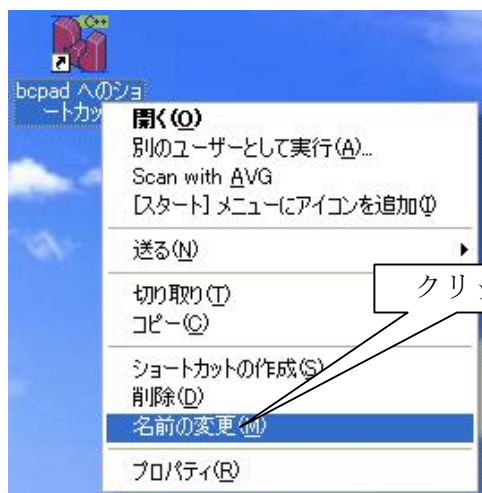 C++
bcpad へのショ
ートカッ
開く(O)
別のユーザーとして実行(A)...
Scan with AVG
[スタート] メニューにアイコンを追加(I)
送る(N)
切り取り(T)
コピー(C)
クリッ
ショートカットの作成(S)
削除(D)
名前の変更(M)
プロパティ(R)